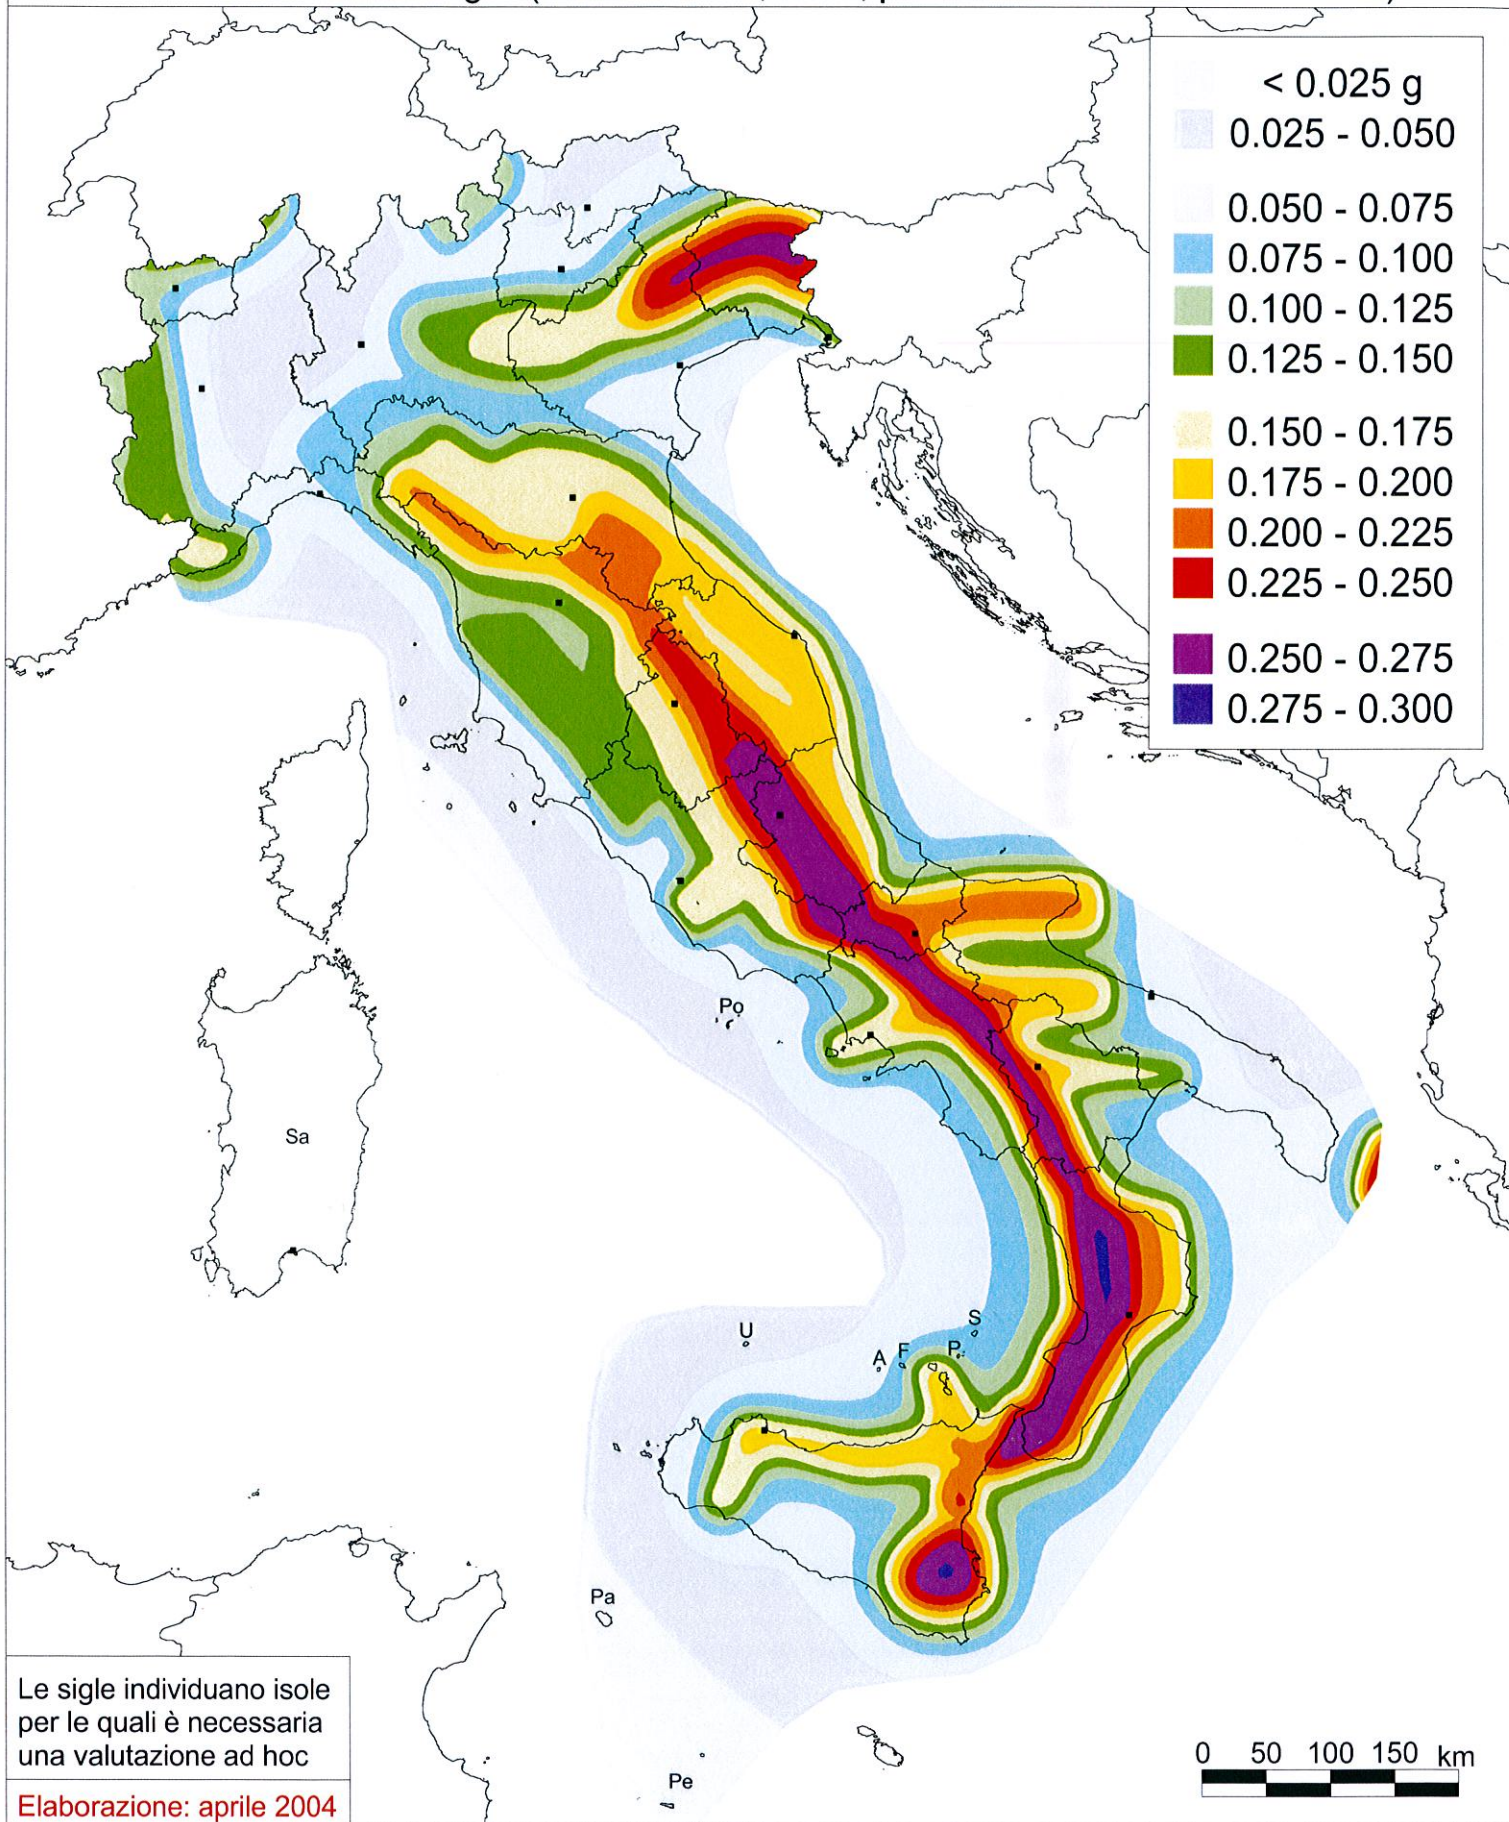 < 0.025 g
0.025 - 0.050
0.050 - 0.075
0.075 - 0.100
0.100 - 0.125
0.125 - 0.150
0.150 - 0.175
0.175 - 0.200
0.200 - 0.225
0.225 - 0.250
0.250 - 0.275
0.275 - 0.300
Po
Sa
S
U
A F P
Pa
Pe
Le sigle individuano isole
per le quali è necessaria
una valutazione ad hoc
Elaborazione: aprile 2004
0 50 100 150 km